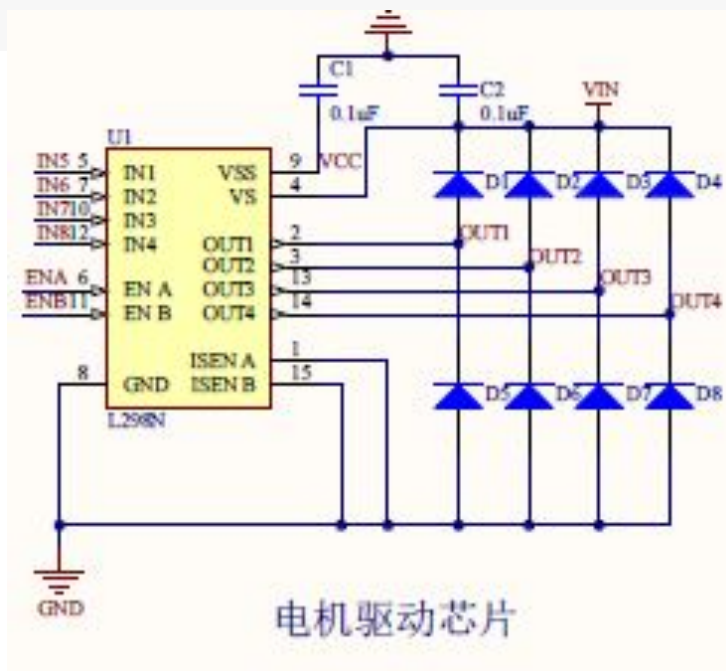 C1
0.1uF
C2
0.1uF
VIN
U1
IN5 5 IN1 VSS 9 VCC
IN6 7 IN2 VS 4
IN7 10 IN3
IN8 12 IN4 OUT1 2 OUT1
OUT2 3 OUT2
ENA 6 EN A OUT3 13 OUT3
ENB 11 EN B OUT4 14 OUT4
ISEN A 1
8 GND ISEN B 15
L298N
D1 D2 D3 D4
D5 D6 D7 D8
GND
电机驱动芯片